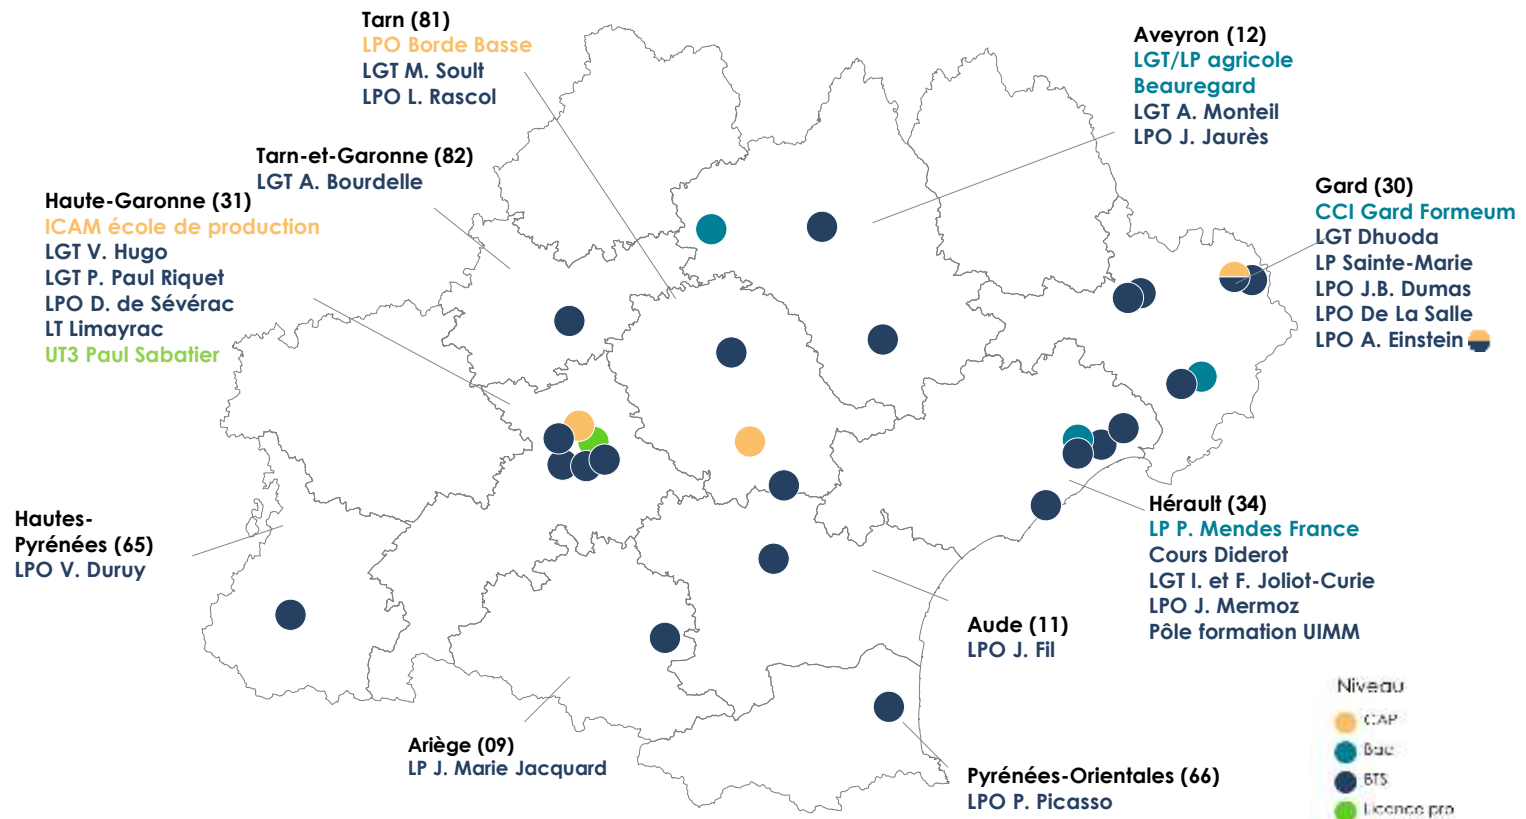 Tarn (81)
LPO Borde Basse
LGT M. Soult
LPO L. Rascol
Aveyron (12)
LGT/LP agricole
Beauregard
LGT A. Monteil
LPO J. Jaurès
Tarn-et-Garonne (82)
LGT A. Bourdelle
Haute-Garonne (31)
ICAM école de production
LGT V. Hugo
LGT P. Paul Riquet
LPO D. de Sévérac
LT Limayrac
UT3 Paul Sabatier
Gard (30)
CCI Gard Formeum
LGT Dhuoda
LP Sainte-Marie
LPO J.B. Dumas
LPO De La Salle
LPO A. Einstein
Hautes-
Pyrénées (65)
LPO V. Duruy
Hérault (34)
LP P. Mendes France
Cours Diderot
LGT I. et F. Joliot-Curie
LPO J. Mermoz
Pôle formation UIMM
Aude (11)
LPO J. Fil
Ariège (09)
LP J. Marie Jacquard
Pyrénées-Orientales (66)
LPO P. Picasso
Niveau
CAP
Bac
BTS
Licence pro